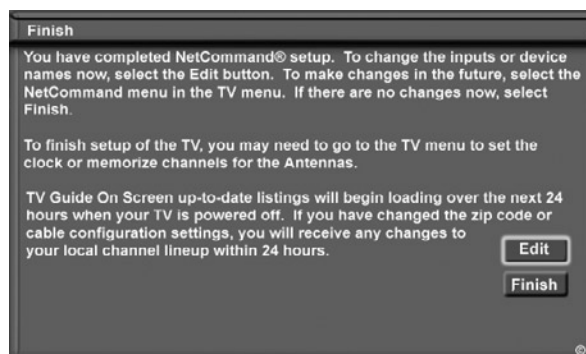 Finish
You have completed NetCommand® setup. To change the inputs or device
names now, select the Edit button. To make changes in the future, select the
NetCommand menu in the TV menu. If there are no changes now, select
Finish.
To finish setup of the TV, you may need to go to the TV menu to set the
clock or memorize channels for the Antennas.
TV Guide On Screen up-to-date listings will begin loading over the next 24
hours when your TV is powered off. If you have changed the zip code or
cable configuration settings, you will receive any changes to
your local channel lineup within 24 hours.
Edit
Finish